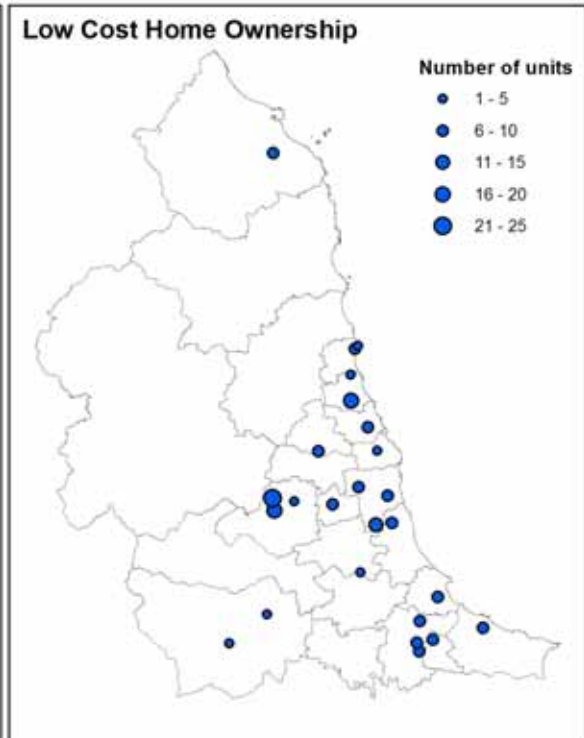 Low Cost Home Ownership
Number of units
1 - 5
6 - 10
11 - 15
16 - 20
21 - 25